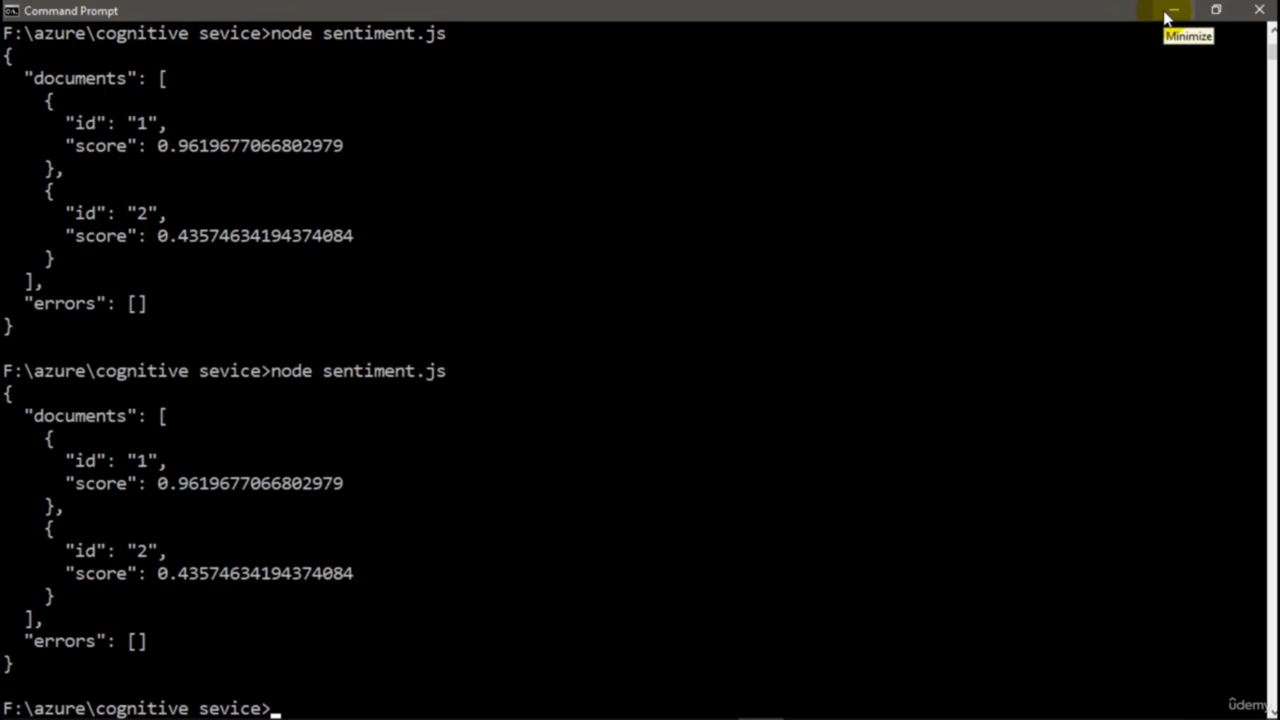 Command Prompt
F:\azure\cognitive sevice>node sentiment.js
Minimize
{
  "documents": [
    {
      "id": "1",
      "score": 0.9619677066802979
    },
    {
      "id": "2",
      "score": 0.43574634194374084
    }
  ],
  "errors": []
}
F:\azure\cognitive sevice>node sentiment.js
{
  "documents": [
    {
      "id": "1",
      "score": 0.9619677066802979
    },
    {
      "id": "2",
      "score": 0.43574634194374084
    }
  ],
  "errors": []
}
F:\azure\cognitive sevice>_
ûdemy